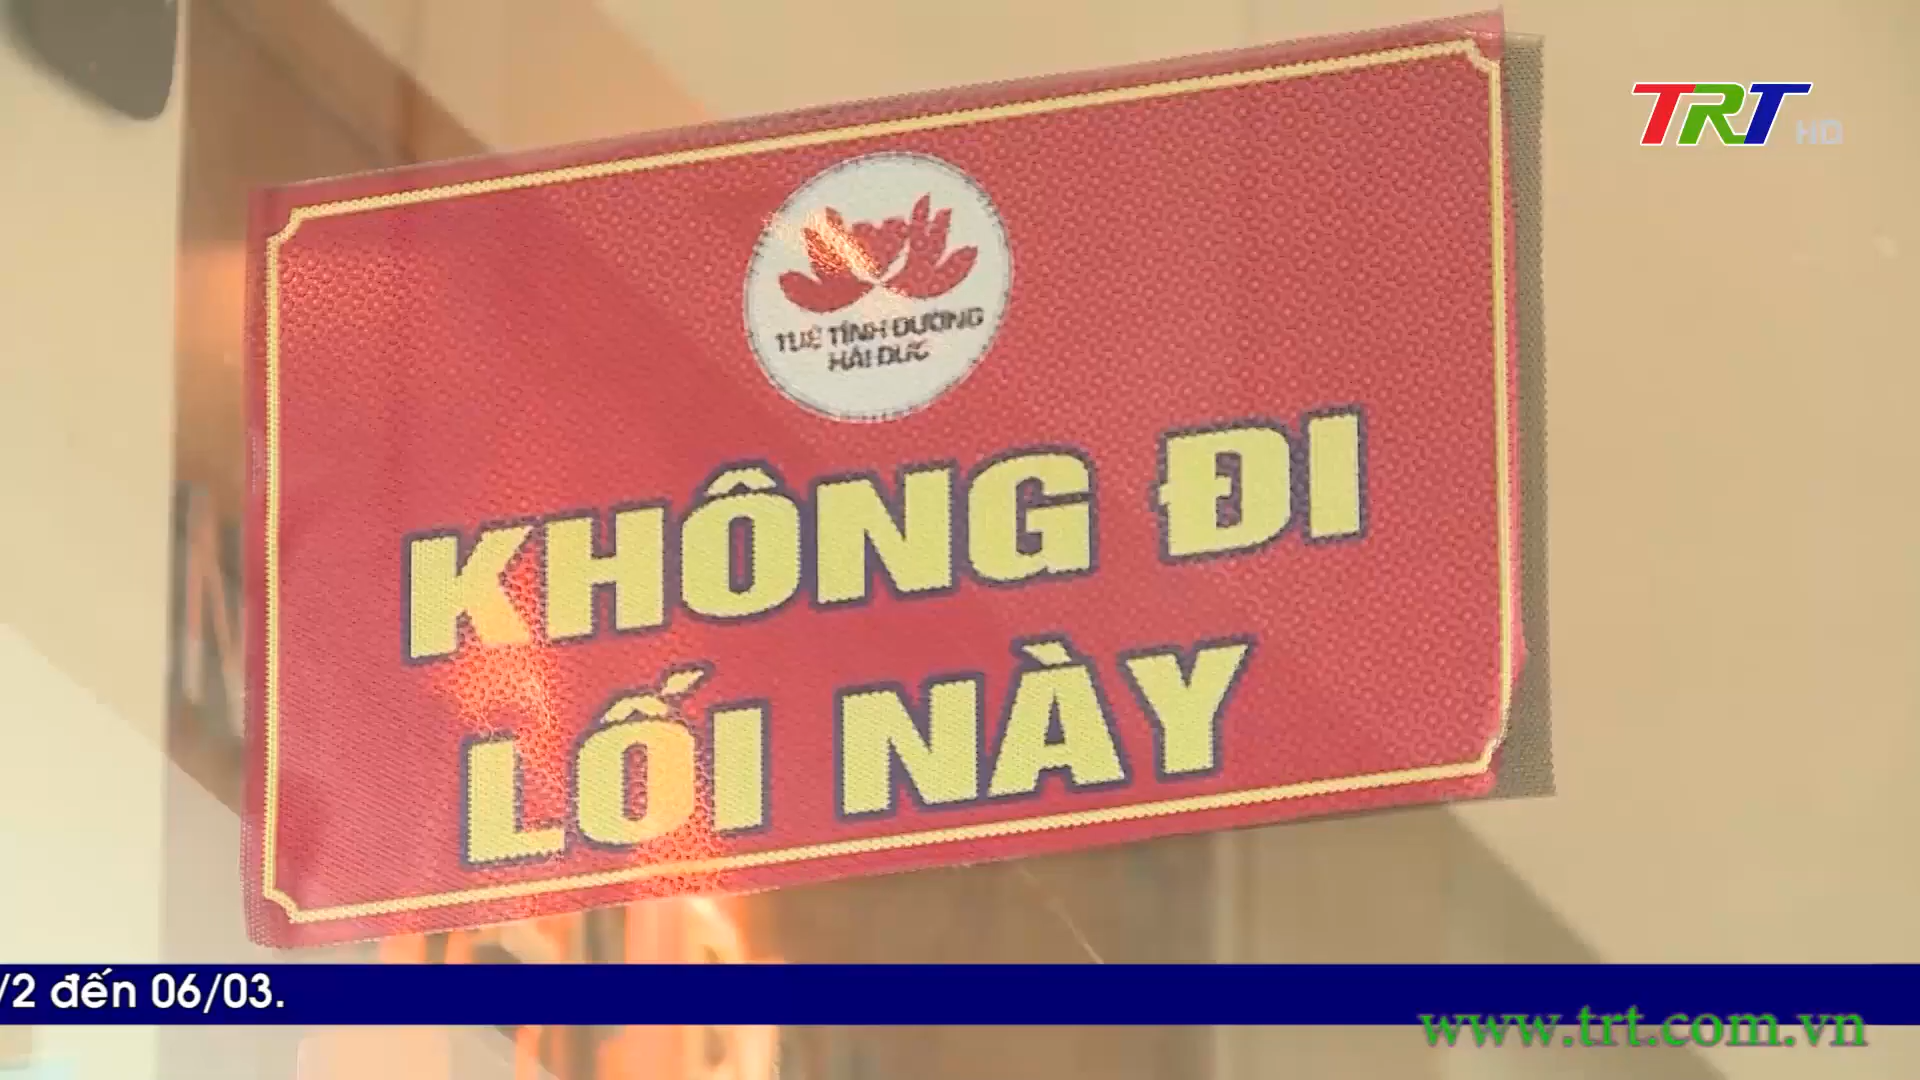 TRT HD
TUỆ TĨNH ĐƯỜNG
HẢI ĐỨC
KHÔNG ĐI
LỐI NÀY
/2 đến 06/03.
www.trt.com.vn